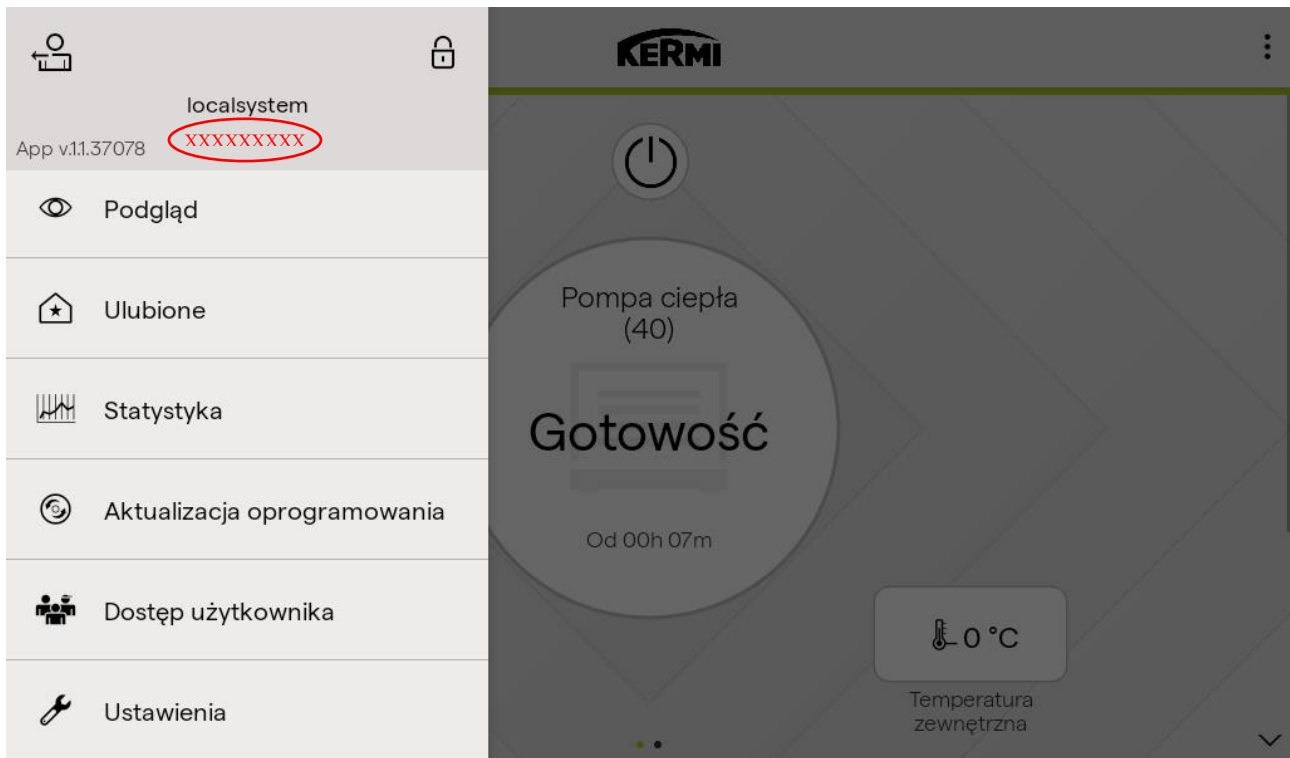 localsystem
App v.1.1.37078
XXXXXXXXX
Podgląd
Ulubione
Statystyka
Aktualizacja oprogramowania
Dostęp użytkownika
Ustawienia
KERMI
Pompa ciepła
(40)
Gotowość
Od 00h 07m
0 °C
Temperatura
zewnętrzna